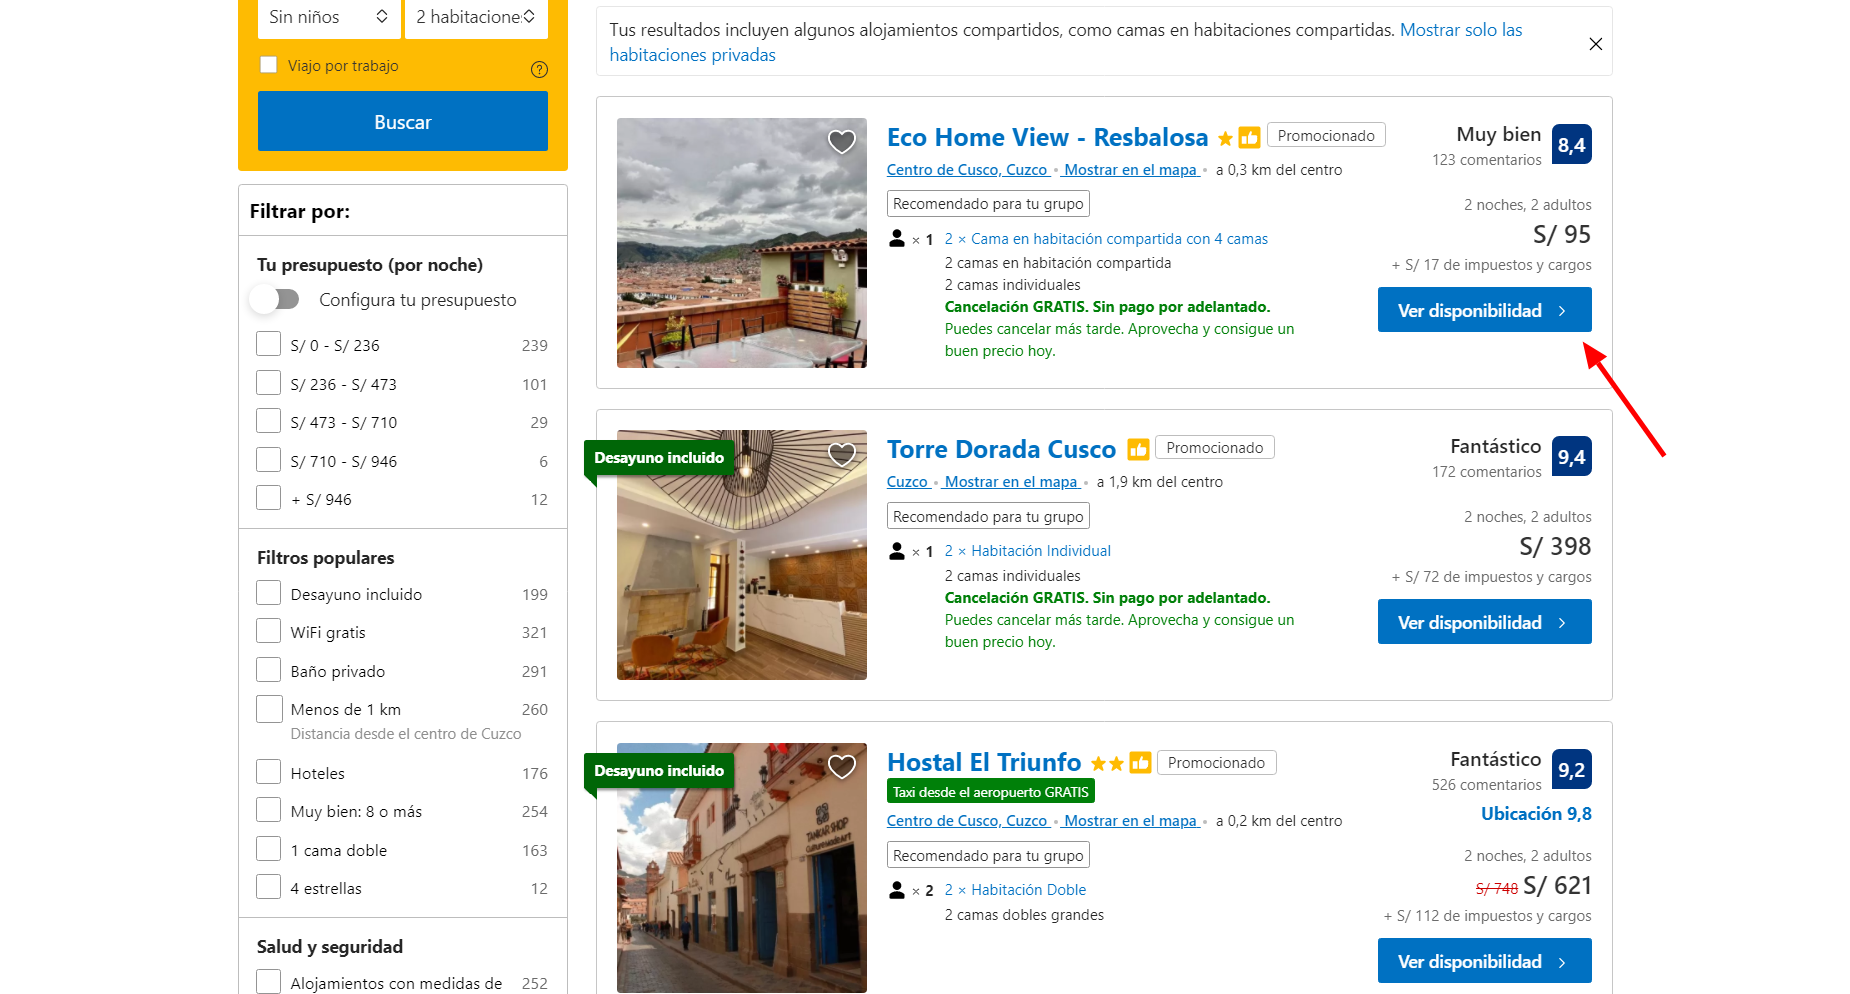 Sin niños
2 habitacione
Viajo por trabajo
?
Buscar
Filtrar por:
Tu presupuesto (por noche)
Configura tu presupuesto
S/ 0 - S/ 236 239
S/ 236 - S/ 473 101
S/ 473 - S/ 710 29
S/ 710 - S/ 946 6
+ S/ 946 12
Filtros populares
Desayuno incluido 199
WiFi gratis 321
Baño privado 291
Menos de 1 km 260
Distancia desde el centro de Cuzco
Hoteles 176
Muy bien: 8 o más 254
1 cama doble 163
4 estrellas 12
Salud y seguridad
Alojamientos con medidas de 252
Tus resultados incluyen algunos alojamientos compartidos, como camas en habitaciones compartidas. Mostrar solo las
habitaciones privadas
Eco Home View - Resbalosa Promocionado
Centro de Cusco, Cuzco • Mostrar en el mapa • a 0,3 km del centro
Recomendado para tu grupo
× 1 2 × Cama en habitación compartida con 4 camas
2 camas en habitación compartida
2 camas individuales
Cancelación GRATIS. Sin pago por adelantado.
Puedes cancelar más tarde. Aprovecha y consigue un
buen precio hoy.
Muy bien 8,4
123 comentarios
2 noches, 2 adultos
S/ 95
+ S/ 17 de impuestos y cargos
Ver disponibilidad
Desayuno incluido
Torre Dorada Cusco Promocionado
Cuzco • Mostrar en el mapa • a 1,9 km del centro
Recomendado para tu grupo
× 1 2 × Habitación Individual
2 camas individuales
Cancelación GRATIS. Sin pago por adelantado.
Puedes cancelar más tarde. Aprovecha y consigue un
buen precio hoy.
Fantástico 9,4
172 comentarios
2 noches, 2 adultos
S/ 398
+ S/ 72 de impuestos y cargos
Ver disponibilidad
Desayuno incluido
TANKAR SHOP
Hostal El Triunfo Promocionado
Taxi desde el aeropuerto GRATIS
Centro de Cusco, Cuzco • Mostrar en el mapa • a 0,2 km del centro
Recomendado para tu grupo
× 2 2 × Habitación Doble
2 camas dobles grandes
Fantástico 9,2
526 comentarios
Ubicación 9,8
2 noches, 2 adultos
S/ 748 S/ 621
+ S/ 112 de impuestos y cargos
Ver disponibilidad